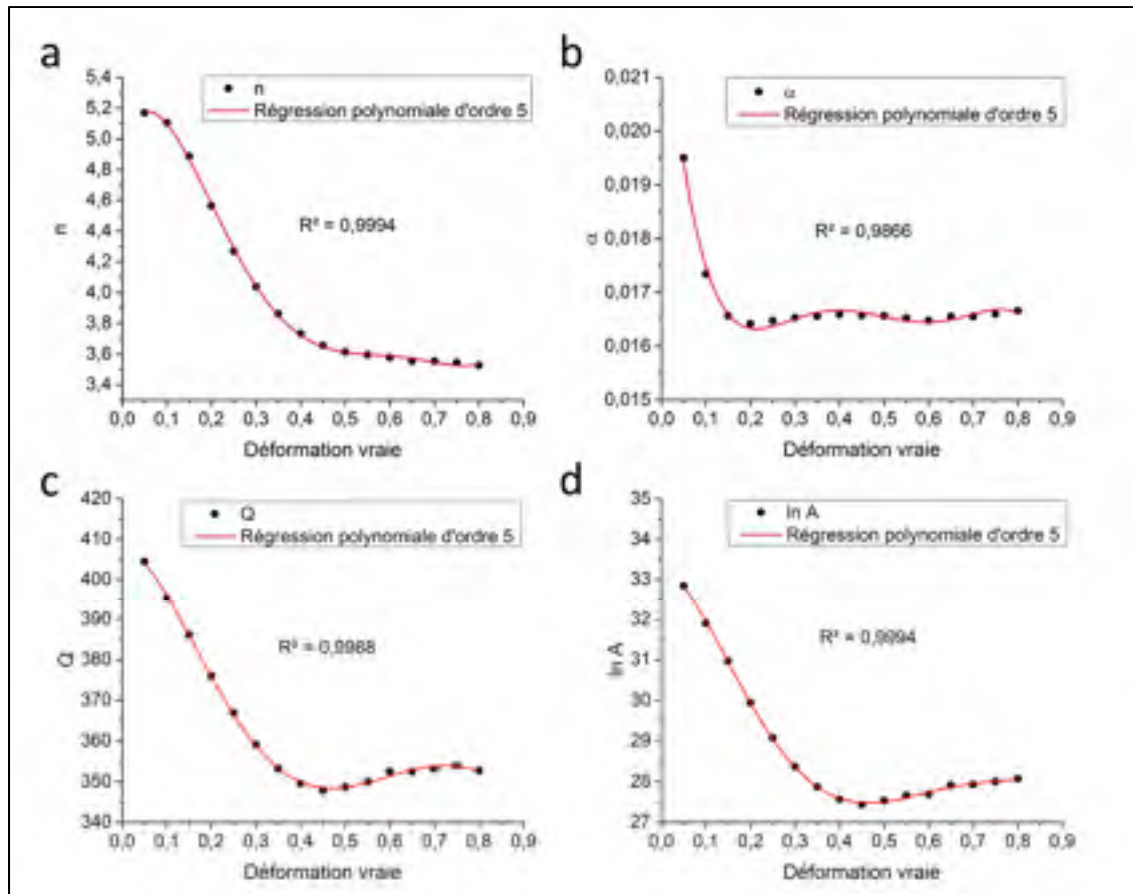 a
5,4
5,2
5,0
4,8
4,6
4,4
4,2
4,0
3,8
3,6
3,4
n
n
Régression polynomiale d'ordre 5
R² = 0,9994
0,0 0,1 0,2 0,3 0,4 0,5 0,6 0,7 0,8 0,9
Déformation vraie
b
0,021
0,020
0,019
0,018
0,017
0,016
0,015
α
α
Régression polynomiale d'ordre 5
R² = 0,9866
0,0 0,1 0,2 0,3 0,4 0,5 0,6 0,7 0,8 0,9
Déformation vraie
c
420
410
400
390
380
370
360
350
340
Q
Q
Régression polynomiale d'ordre 5
R² = 0,9988
0,0 0,1 0,2 0,3 0,4 0,5 0,6 0,7 0,8 0,9
Déformation vraie
d
35
34
33
32
31
30
29
28
27
ln A
ln A
Régression polynomiale d'ordre 5
R² = 0,9994
0,0 0,1 0,2 0,3 0,4 0,5 0,6 0,7 0,8 0,9
Déformation vraie